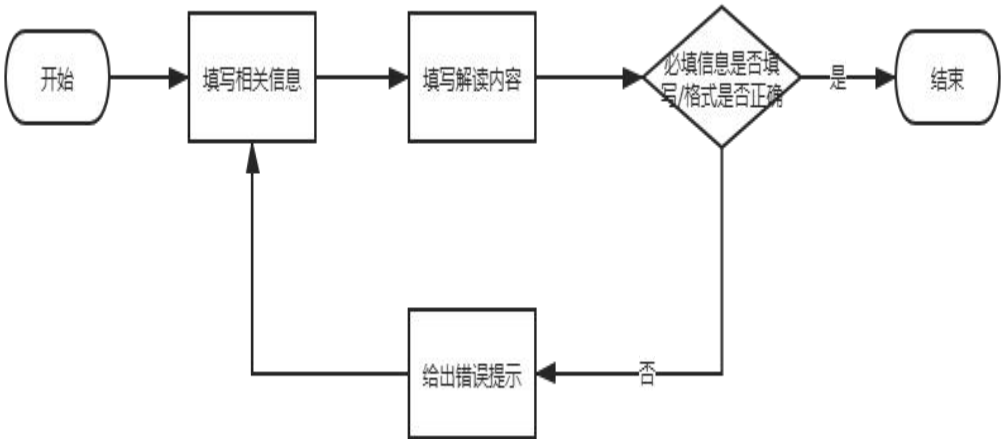 开始
填写相关信息
填写解读内容
必填信息是否填
写/格式是否正确
是
结束
给出错误提示
否